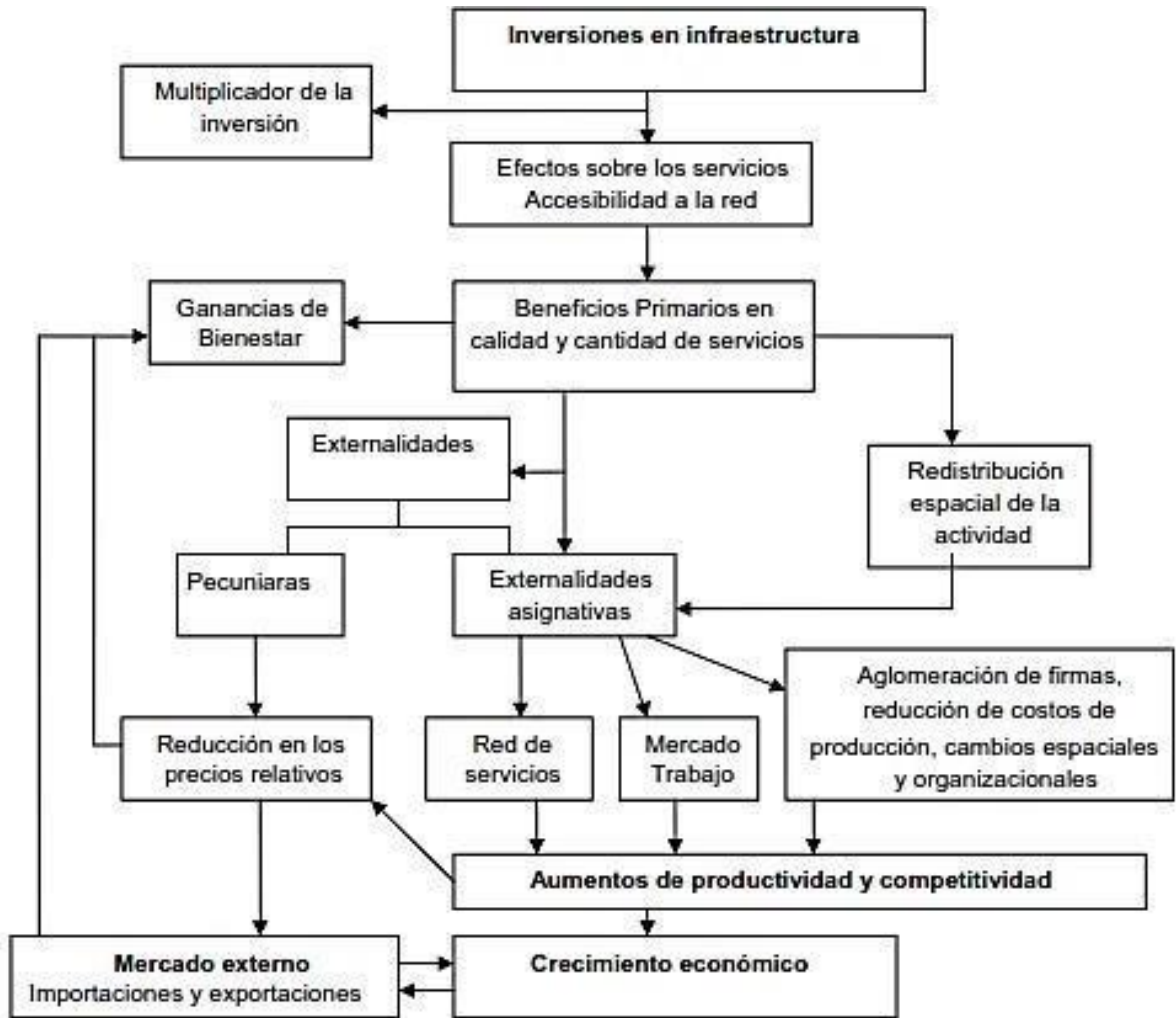 Inversiones en infraestructura
Multiplicador de la
inversión
Efectos sobre los servicios
Accesibilidad a la red
Ganancias de
Bienestar
Beneficios Primarios en
calidad y cantidad de servicios
Externalidades
Redistribución
espacial de la
actividad
Pecuniaras
Externalidades
asignativas
Aglomeración de firmas,
reducción de costos de
producción, cambios espaciales
y organizacionales
Reducción en los
precios relativos
Red de
servicios
Mercado
Trabajo
Aumentos de productividad y competitividad
Mercado externo
Importaciones y exportaciones
Crecimiento económico